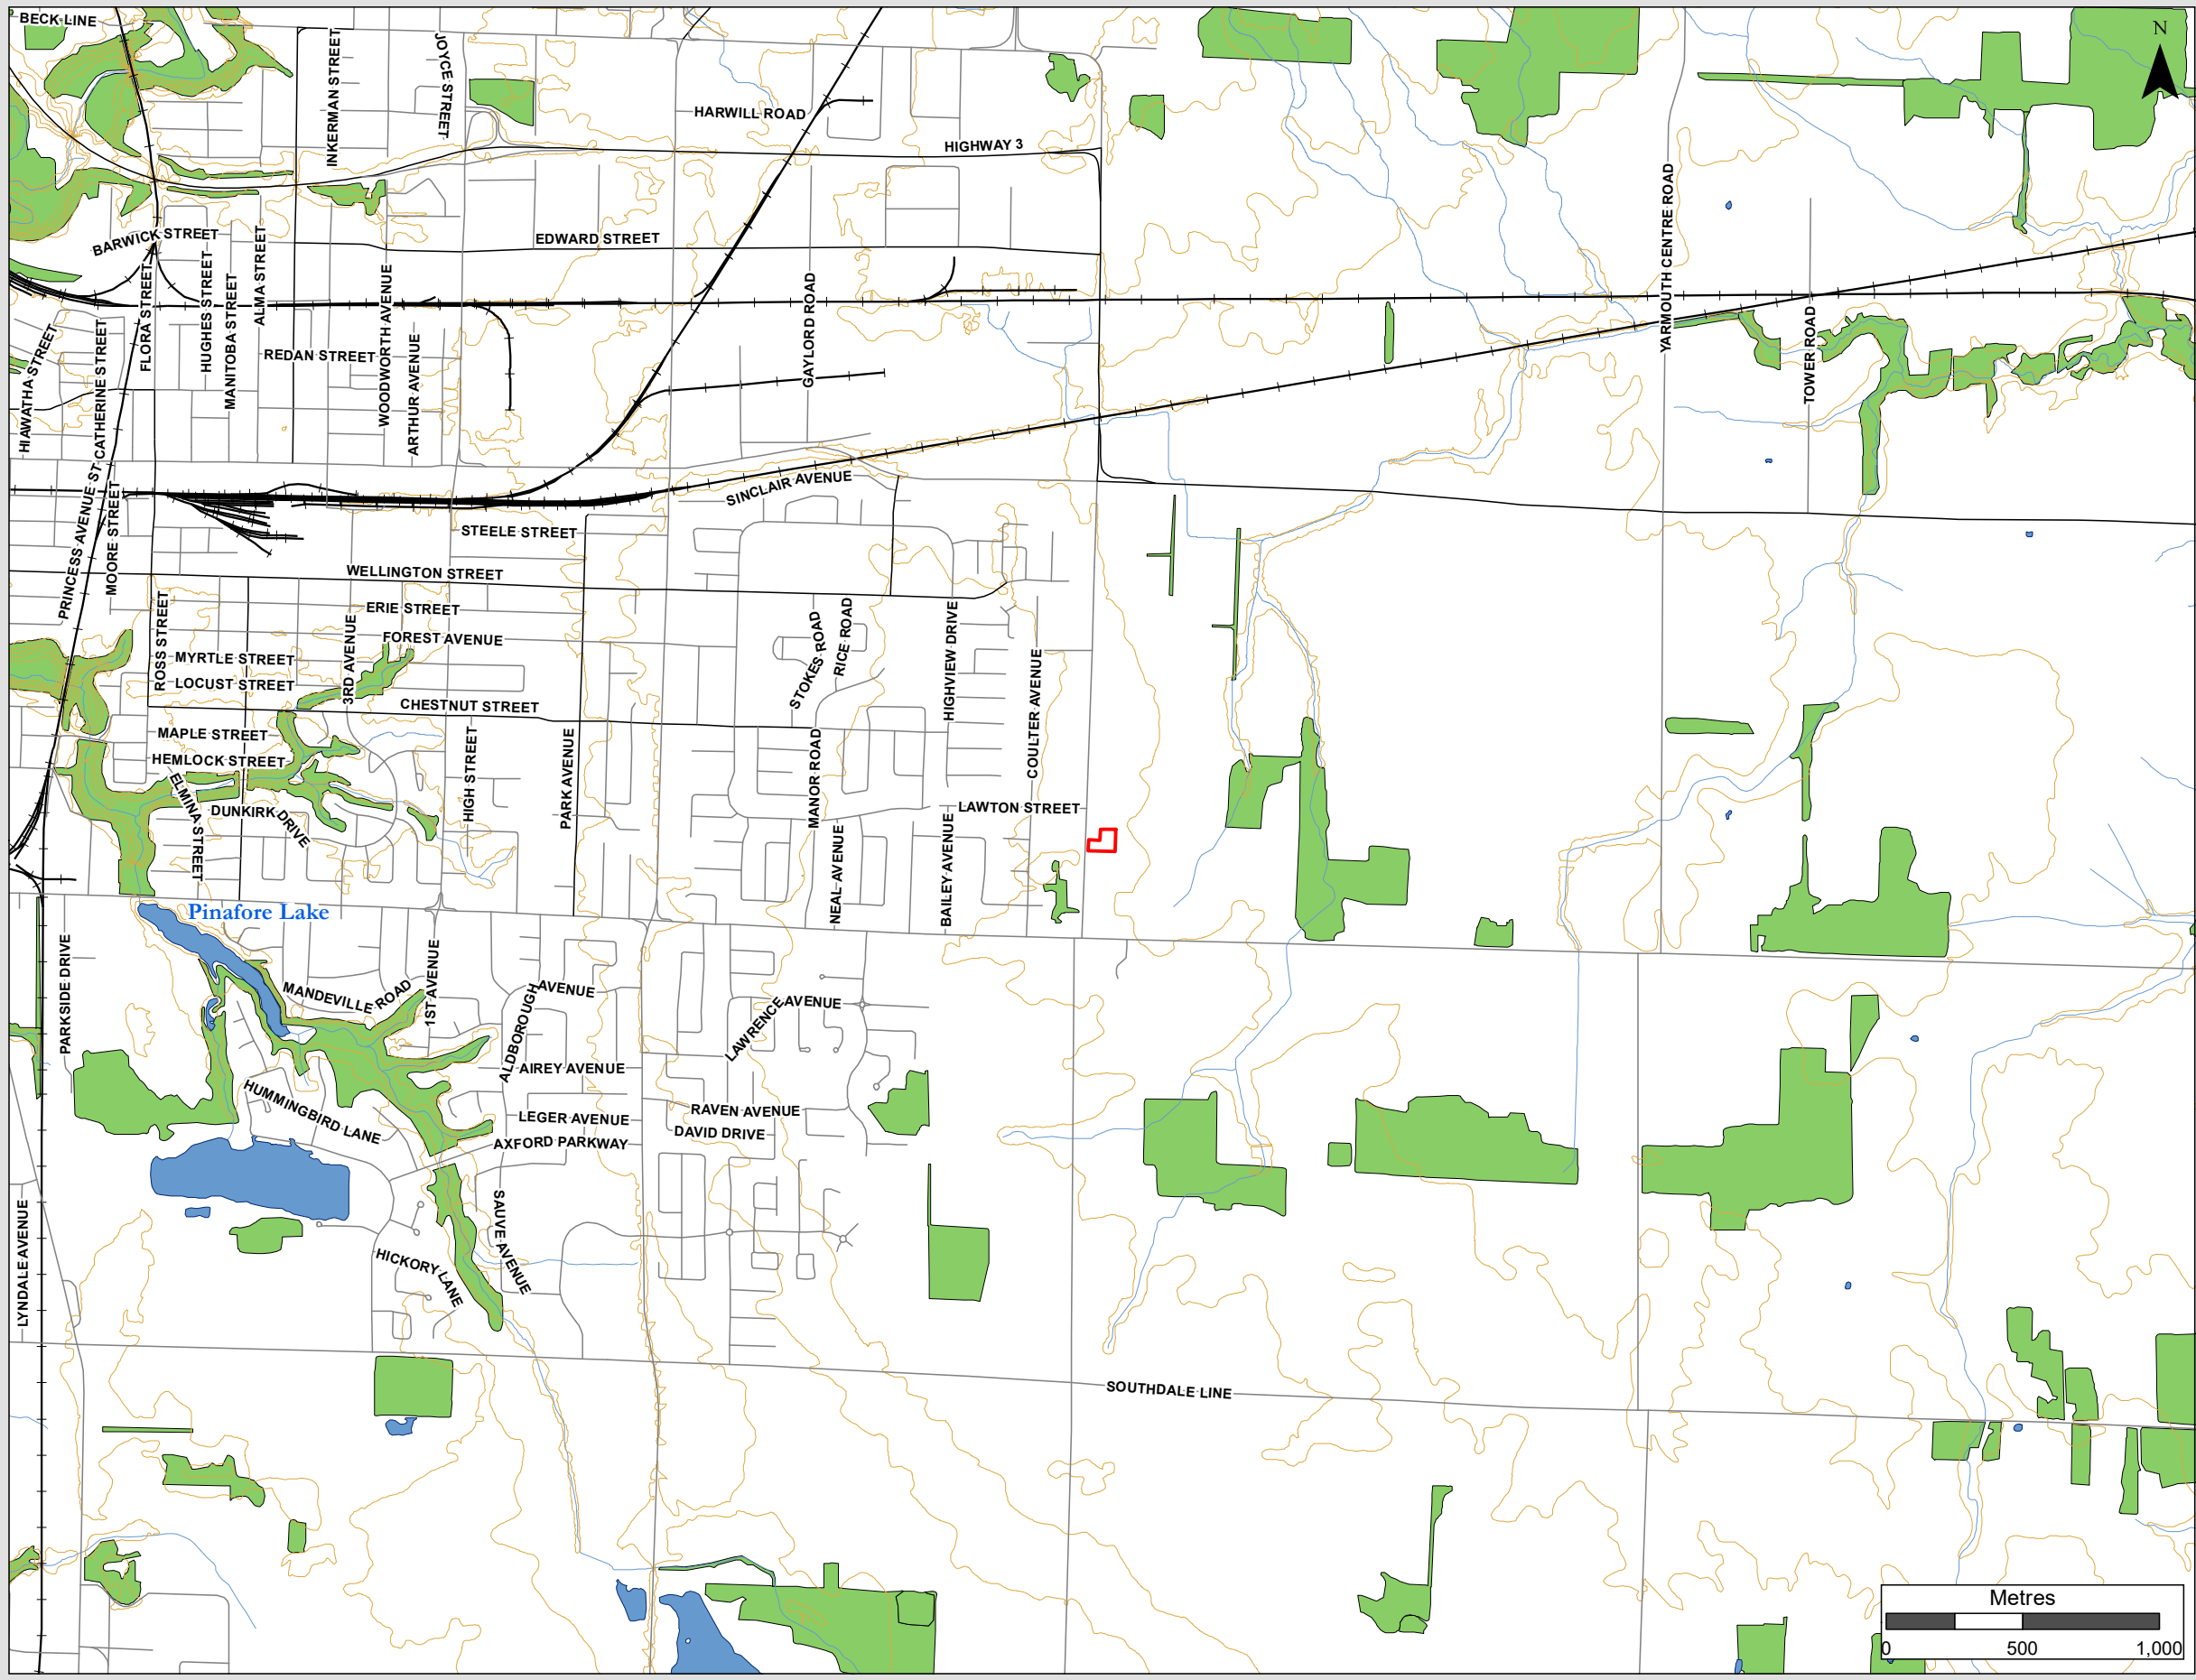 BECK LINE
INKERMAN STREET
JOYCE STREET
HARWILL ROAD
HIGHWAY 3
N
YARMOUTH CENTRE ROAD
BARWICK STREET
EDWARD STREET
FLORA STREET
HUGHES STREET
MANITOBA STREET
ALMA STREET
WOODWORTH AVENUE
ARTHUR AVENUE
REDAN STREET
GAYLORD ROAD
TOWER ROAD
HIAWATHA STREET
CATHERINE STREET
PRINCESS AVENUE ST
MOORE STREET
SINCLAIR AVENUE
STEELE STREET
WELLINGTON STREET
ERIE STREET
FOREST AVENUE
ROSS STREET
MYRTLE STREET
LOCUST STREET
3RD AVENUE
CHESTNUT STREET
STOKES ROAD
RICE ROAD
HIGHVIEW DRIVE
COULTER AVENUE
MAPLE STREET
HEMLOCK STREET
ELMINA STREET
DUNKIRK DRIVE
HIGH STREET
PARK AVENUE
MANOR ROAD
LAWTON STREET
NEAL AVENUE
BAILEY AVENUE
Pinafore Lake
PARKSIDE DRIVE
MANDEVILLE ROAD
1ST AVENUE
ALDBOROUGH AVENUE
LAWRENCE AVENUE
AIREY AVENUE
HUMMINGBIRD LANE
LEGER AVENUE
RAVEN AVENUE
DAVID DRIVE
AXFORD PARKWAY
LYNDALE AVENUE
SAUVE AVENUE
HICKORY LANE
SOUTHDALE LINE
Metres
0 500 1,000